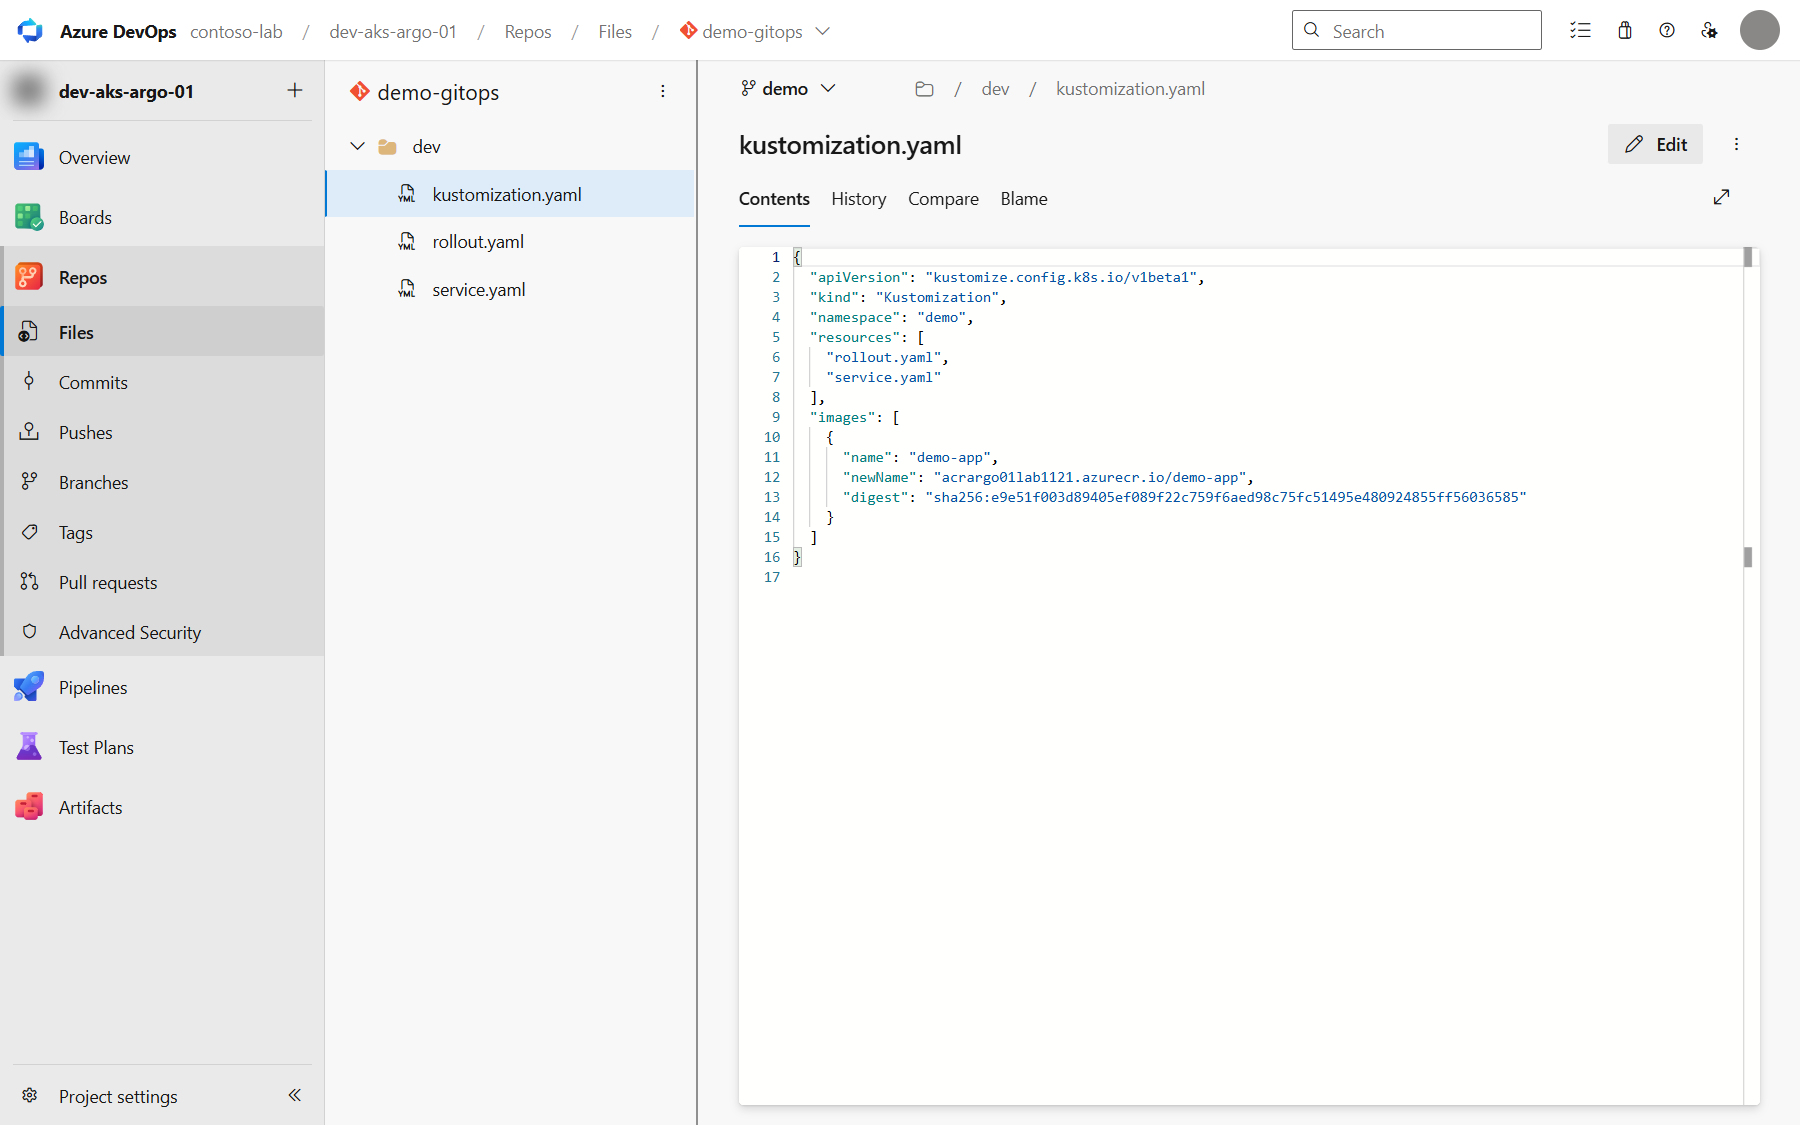 Azure DevOps contoso-lab / dev-aks-argo-01 / Repos / Files / demo-gitops
Search
dev-aks-argo-01
Overview
Boards
Repos
Files
Commits
Pushes
Branches
Tags
Pull requests
Advanced Security
Pipelines
Test Plans
Artifacts
Project settings
demo-gitops
dev
YML kustomization.yaml
YML rollout.yaml
YML service.yaml
demo
/ dev / kustomization.yaml
kustomization.yaml
Edit
Contents History Compare Blame
1 {
2 "apiVersion": "kustomize.config.k8s.io/v1beta1",
3 "kind": "Kustomization",
4 "namespace": "demo",
5 "resources": [
6 "rollout.yaml",
7 "service.yaml"
8 ],
9 "images": [
10 {
11 "name": "demo-app",
12 "newName": "acrargo01lab1121.azurecr.io/demo-app",
13 "digest": "sha256:e9e51f003d89405ef089f22c759f6aed98c75fc51495e480924855ff56036585"
14 }
15 ]
16 }
17